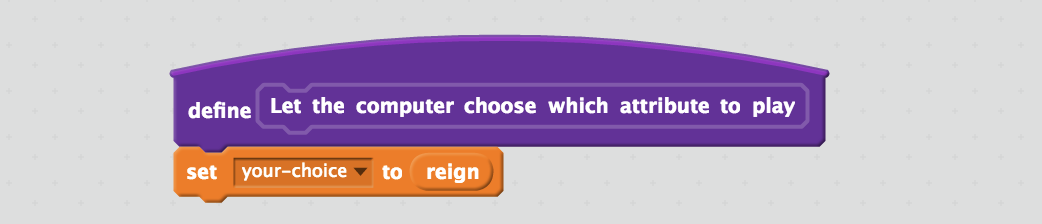 define Let the computer choose which attribute to play
set your-choice to reign